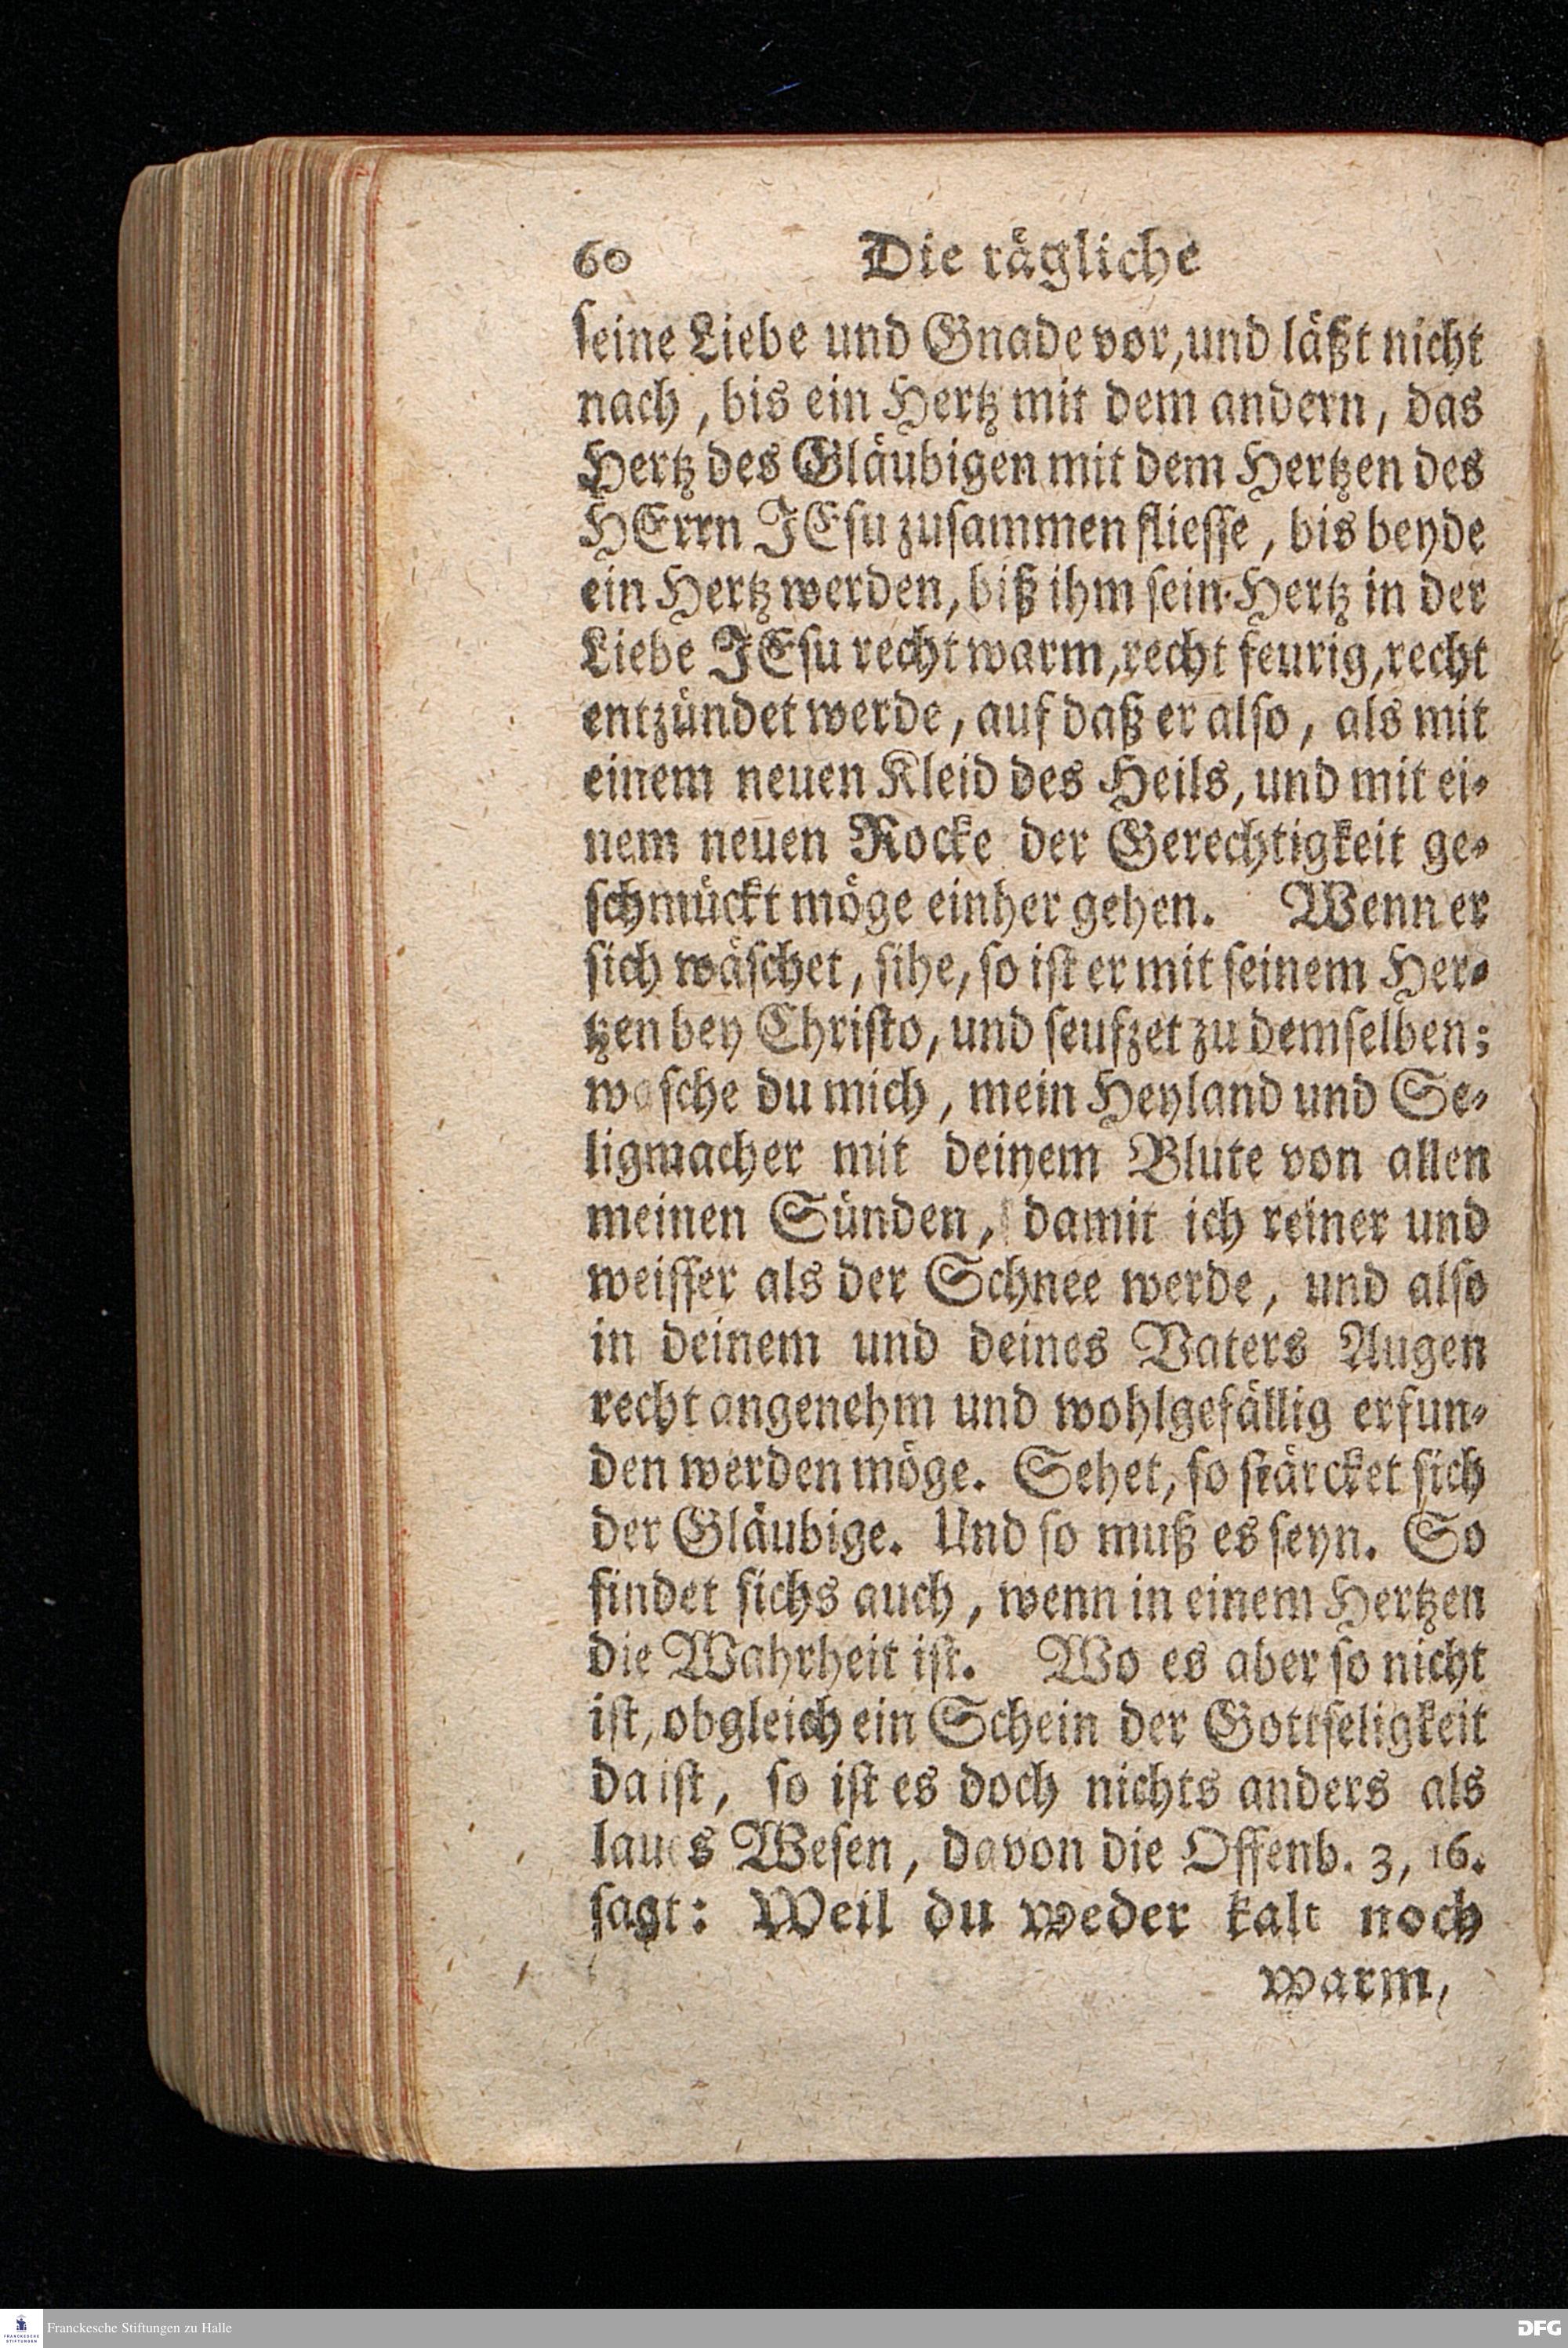 60 Die tägliche
seine Liebe und Gnade vor, und läßt nicht
nach, bis ein Hertz mit dem andern, das
Hertz des Gläubigen mit dem Hertzen des
HErrn JEsu zusammen fliesse, bis beyde
ein Hertz werden, biß ihm sein Hertz in der
Liebe JEsu recht warm, recht feurig, recht
entzündet werde, auf daß er also, als mit
einem neuen Kleid des Heils, und mit ei-
nem neuen Rocke der Gerechtigkeit ge-
schmückt möge einher gehen. Wenn er
sich wäschet, sihe, so ist er mit seinem Her-
tzen bey Christo, und seufzet zu demselben;
wasche du mich, mein Heyland und Se-
ligmacher mit deinem Blute von allen
meinen Sünden, damit ich reiner und
weisser als der Schnee werde, und also
in deinem und deines Vaters Augen
recht angenehm und wohlgefällig erfun-
den werden möge. Sehet, so stärcket sich
der Gläubige. Und so muß es seyn. So
findet sichs auch, wenn in einem Hertzen
die Wahrheit ist. Wo es aber so nicht
ist, obgleich ein Schein der Gottseligkeit
da ist, so ist es doch nichts anders als
laues Wesen, davon die Offenb. 3, 16.
sagt: Weil du weder kalt noch
warm,
FRANCKESCHE
STIFTUNGEN
Franckesche Stiftungen zu Halle
DFG